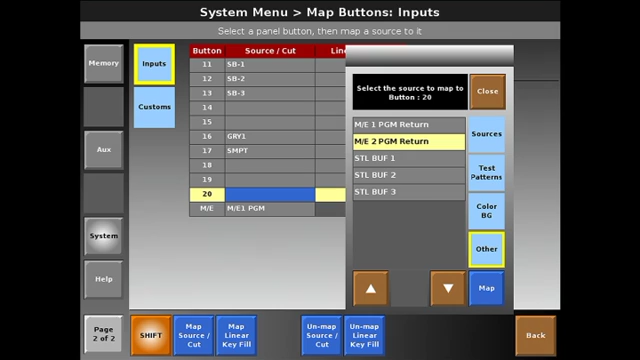 System Menu > Map Buttons: Inputs
Select a panel button, then map a source to it
Memory
Aux
System
Help
Page
2 of 2
Inputs
Customs
Button Source / Cut
11 SB-1
12 SB-2
13 SB-3
14
15
16 GRY1
17 SMPT
18
19
20
M/E M/E1 PGM
Select the source to map to
Button : 20
Close
M/E 1 PGM Return
M/E 2 PGM Return
STL BUF 1
STL BUF 2
STL BUF 3
Sources
Test
Patterns
Color
BG
Other
Map
SHIFT
Map
Source /
Cut
Map
Linear
Key Fill
Un-map
Source /
Cut
Un-map
Linear
Key Fill
Back